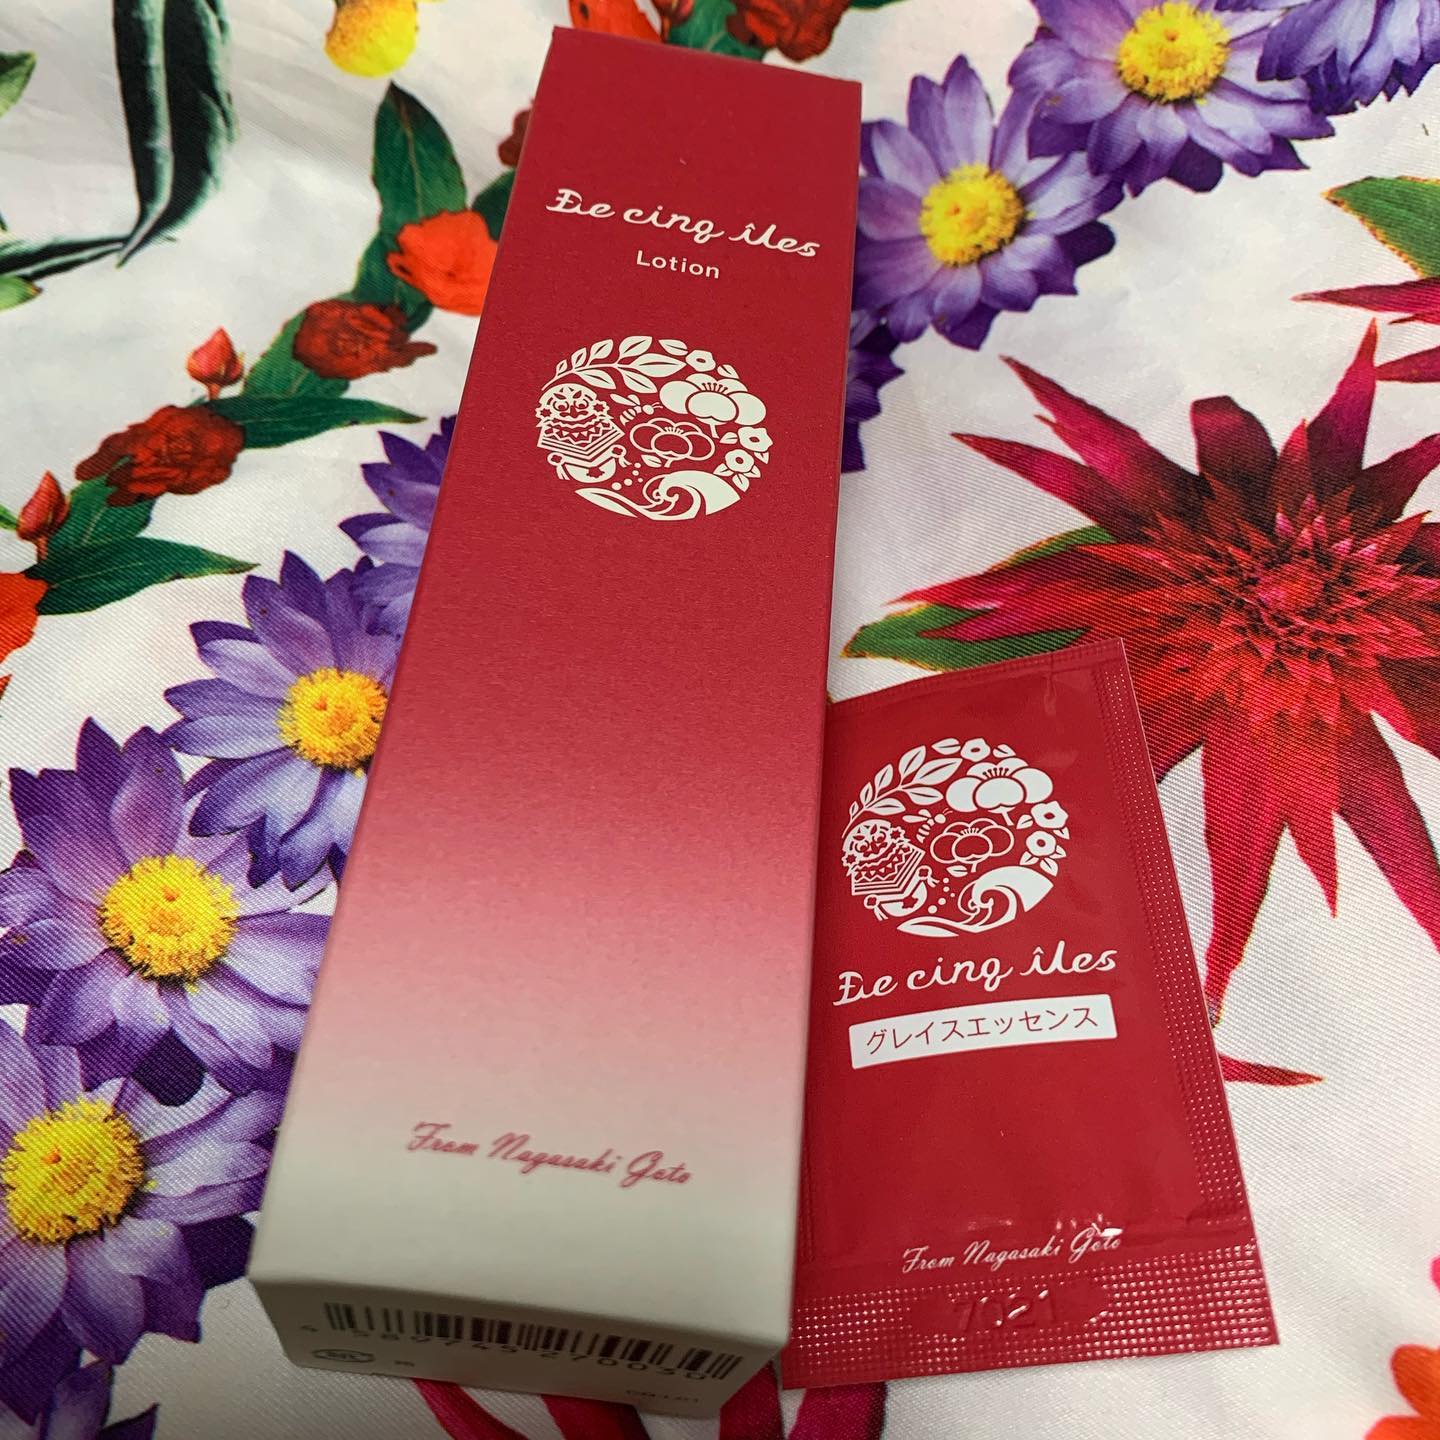 De cinq îles
Lotion
From Nagasaki Goto
De cinq îles
グレイスエッセンス
From Nagasaki Goto
7021